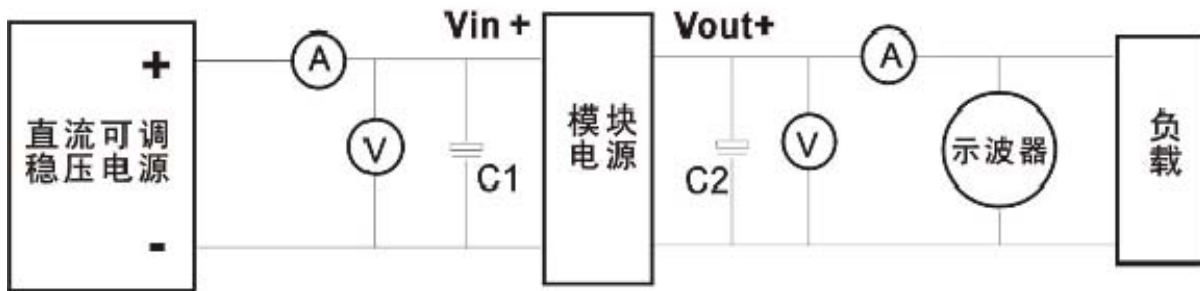 +
直流可调
稳压电源
-
A
V
C1
Vin +
模块
电源
Vout+
C2
V
A
示波器
负
载